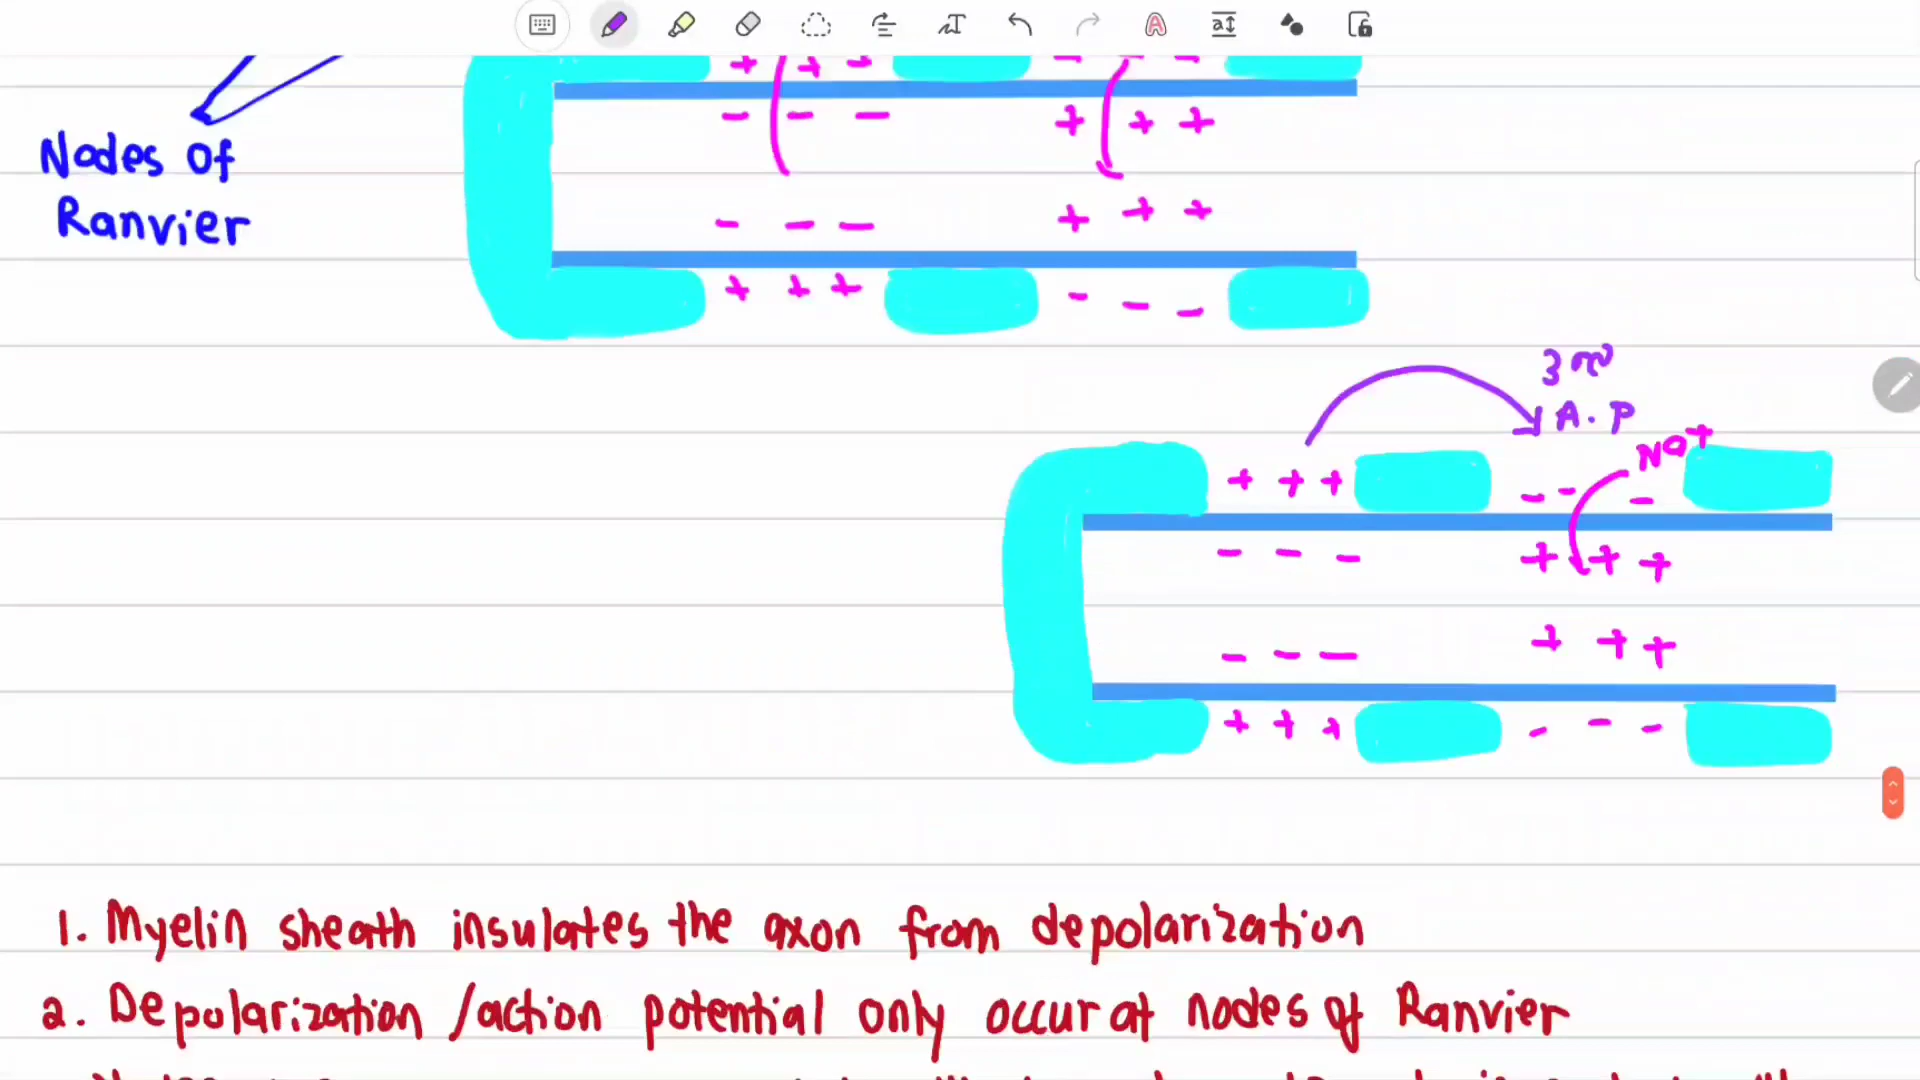 Nodes of
Ranvier
+ + +
- - -
- - -
+ + +
- - -
+ + +
+ + +
- - -
3rd
A.P
Na+
+ + +
- - -
- - -
+ + +
- - -
+ + +
+ + +
- - -
1. Myelin sheath insulates the axon from depolarization
2. Depolarization /action potential only occur at nodes of Ranvier